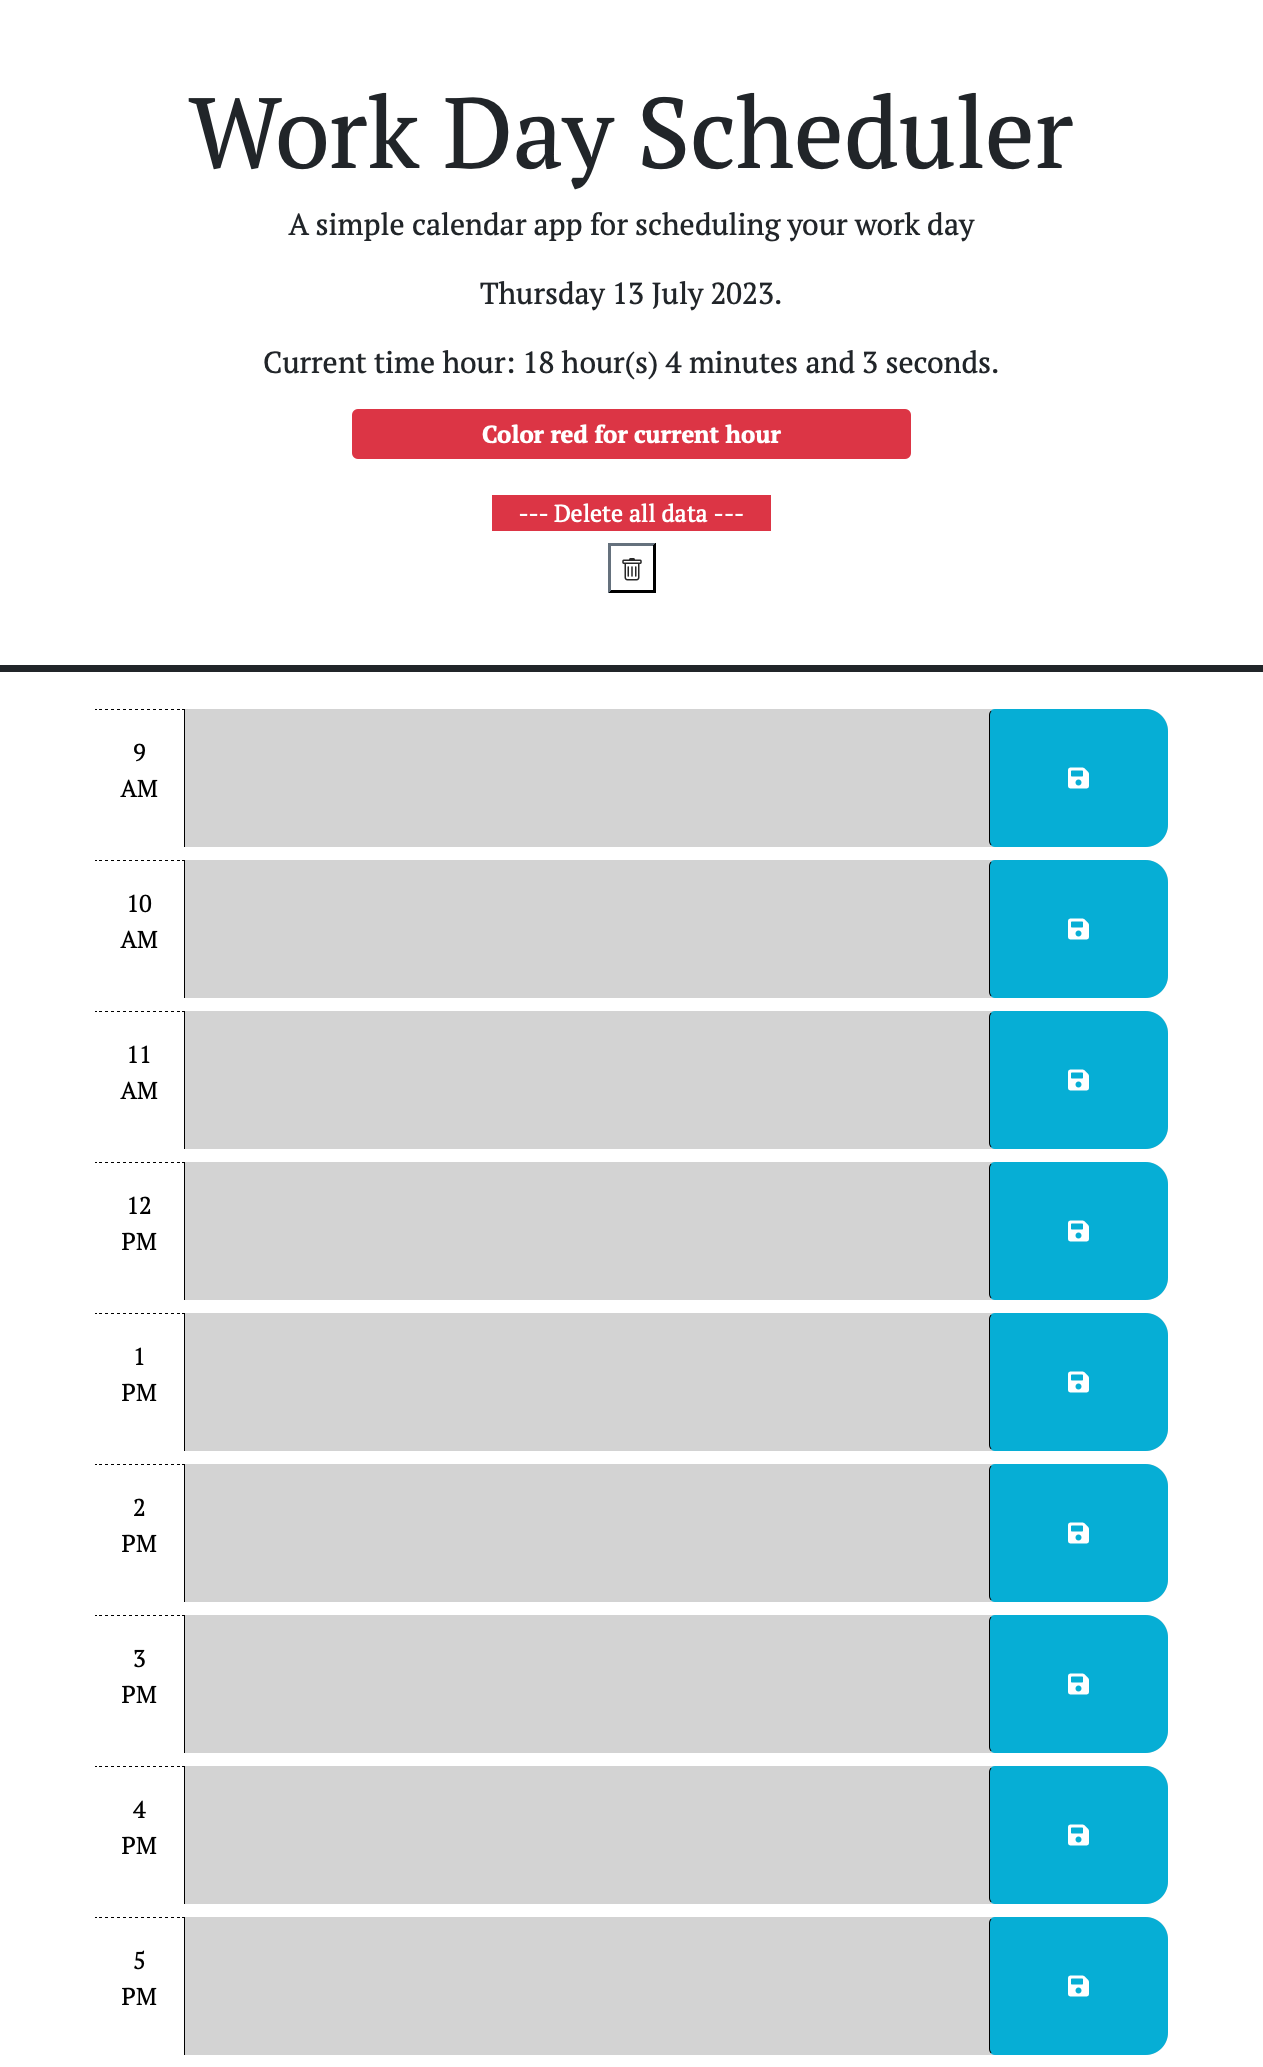 Work Day Scheduler
A simple calendar app for scheduling your work day
Thursday 13 July 2023.
Current time hour: 18 hour(s) 4 minutes and 3 seconds.
Color red for current hour
--- Delete all data ---
9
AM
10
AM
11
AM
12
PM
1
PM
2
PM
3
PM
4
PM
5
PM